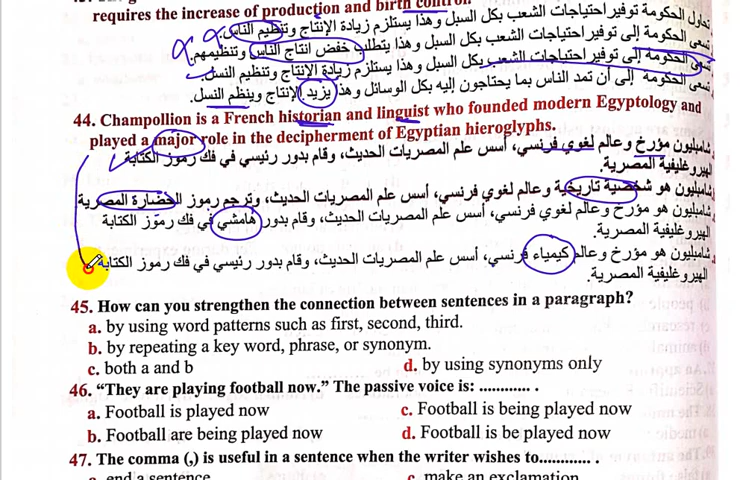 requires the increase of production and birth control.
تحاول الحكومة توفير احتياجات الشعب بكل السبل وهذا يستلزم زيادة الإنتاج وتنظيم الناس.
تسعى الحكومة إلى توفير احتياجات الشعب بكل السبل وهذا يتطلب خفض انتاج الناس وتنظيمهم.
تسعى الحكومة إلى توفير احتياجات الشعب بكل السبل وهذا يستلزم زيادة الإنتاج وتنظيم النسل.
تسعى الحكومة إلى أن تمد الناس بما يحتاجون إليه بكل الوسائل وهذا يزيد الإنتاج وينظم النسل.
44. Champollion is a French historian and linguist who founded modern Egyptology and
played a major role in the decipherment of Egyptian hieroglyphs.
شامبليون مؤرخ وعالم لغوي فرنسي، أسس علم المصريات الحديث، وقام بدور رئيسي في فك رموز الكتابة
الهيروغليفية المصرية.
شامبليون هو شخصية تاريخية وعالم لغوي فرنسي، أسس علم المصريات الحديث، وترجم رموز الحضارة المصرية
شامبليون هو مؤرخ وعالم لغوي فرنسي، أسس علم المصريات الحديث، وقام بدور هامشي في فك رموز الكتابة
الهيروغليفية المصرية.
شامبليون هو مؤرخ وعالم كيمياء فرنسي، أسس علم المصريات الحديث، وقام بدور رئيسي في فك رموز الكتابة
الهيروغليفية المصرية.
45. How can you strengthen the connection between sentences in a paragraph?
a. by using word patterns such as first, second, third.
b. by repeating a key word, phrase, or synonym.
c. both a and b d. by using synonyms only
46. “They are playing football now.” The passive voice is: ............ .
a. Football is played now c. Football is being played now
b. Football are being played now d. Football is be played now
47. The comma (,) is useful in a sentence when the writer wishes to............ .
a. end a sentence c. make an exclamation